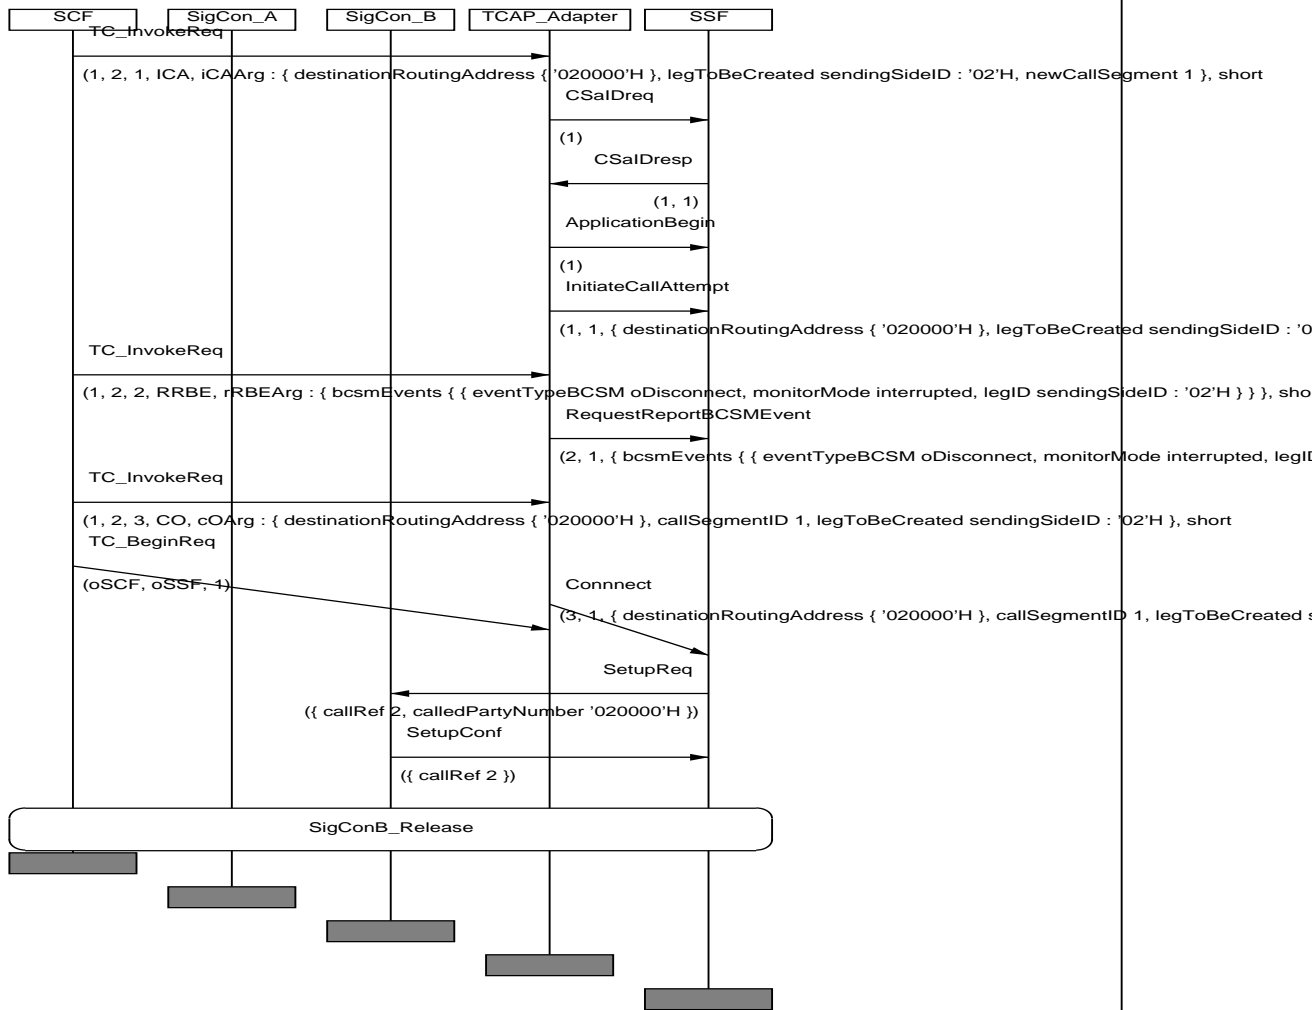 SCF SigCon_A SigCon_B TCAP_Adapter SSF
TC_InvokeReq
(1, 2, 1, ICA, iCAArg : { destinationRoutingAddress { '020000'H }, legToBeCreated sendingSideID : '02'H, newCallSegment 1 }, short
CSaIDreq
(1)
CSaIDresp
(1, 1)
ApplicationBegin
(1)
InitiateCallAttempt
(1, 1, { destinationRoutingAddress { '020000'H }, legToBeCreated sendingSideID : '0
TC_InvokeReq
(1, 2, 2, RRBE, rRBEArg : { bcsmEvents { { eventTypeBCSM oDisconnect, monitorMode interrupted, legID sendingSideID : '02'H } } }, sho
RequestReportBCSMEvent
(2, 1, { bcsmEvents { { eventTypeBCSM oDisconnect, monitorMode interrupted, legID
TC_InvokeReq
(1, 2, 3, CO, cOArg : { destinationRoutingAddress { '020000'H }, callSegmentID 1, legToBeCreated sendingSideID : '02'H }, short
TC_BeginReq
(oSCF, oSSF, 1)
Connnect
(3, 1, { destinationRoutingAddress { '020000'H }, callSegmentID 1, legToBeCreated s
SetupReq
({ callRef 2, calledPartyNumber '020000'H })
SetupConf
({ callRef 2 })
SigConB_Release